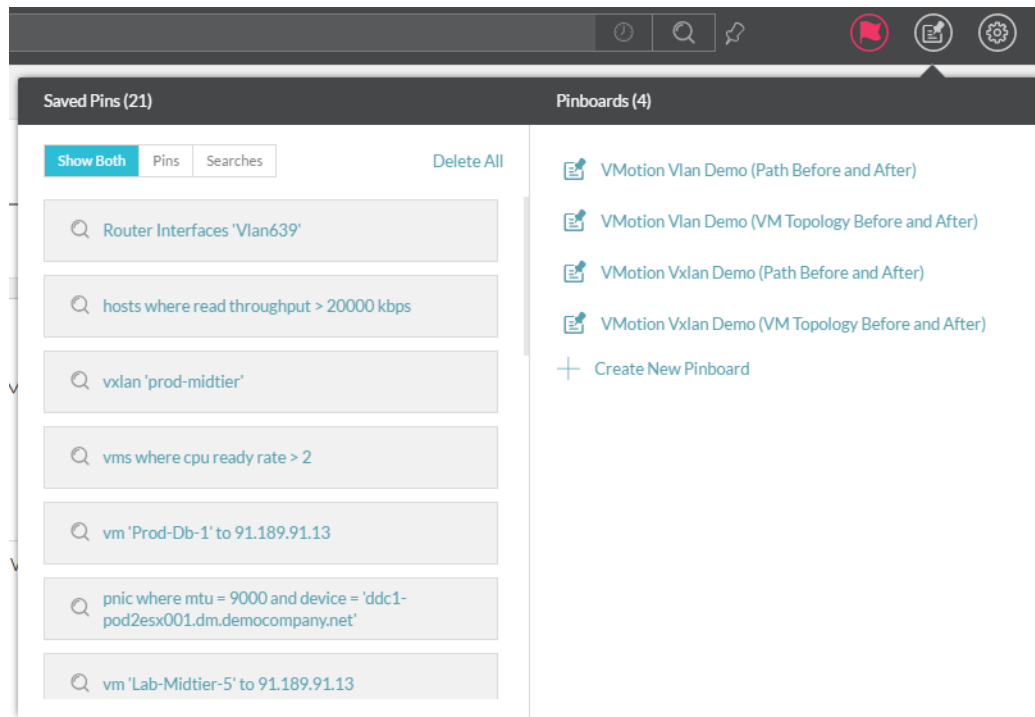 Saved Pins (21)
Pinboards (4)
Show Both
Pins
Searches
Delete All
Router Interfaces 'Vlan639'
hosts where read throughput > 20000 kbps
vxlan 'prod-midtier'
vms where cpu ready rate > 2
vm 'Prod-Db-1' to 91.189.91.13
pnic where mtu = 9000 and device = 'ddc1-
pod2esx001.dm.democompany.net'
vm 'Lab-Midtier-5' to 91.189.91.13
VMotion Vlan Demo (Path Before and After)
VMotion Vlan Demo (VM Topology Before and After)
VMotion Vxlan Demo (Path Before and After)
VMotion Vxlan Demo (VM Topology Before and After)
Create New Pinboard